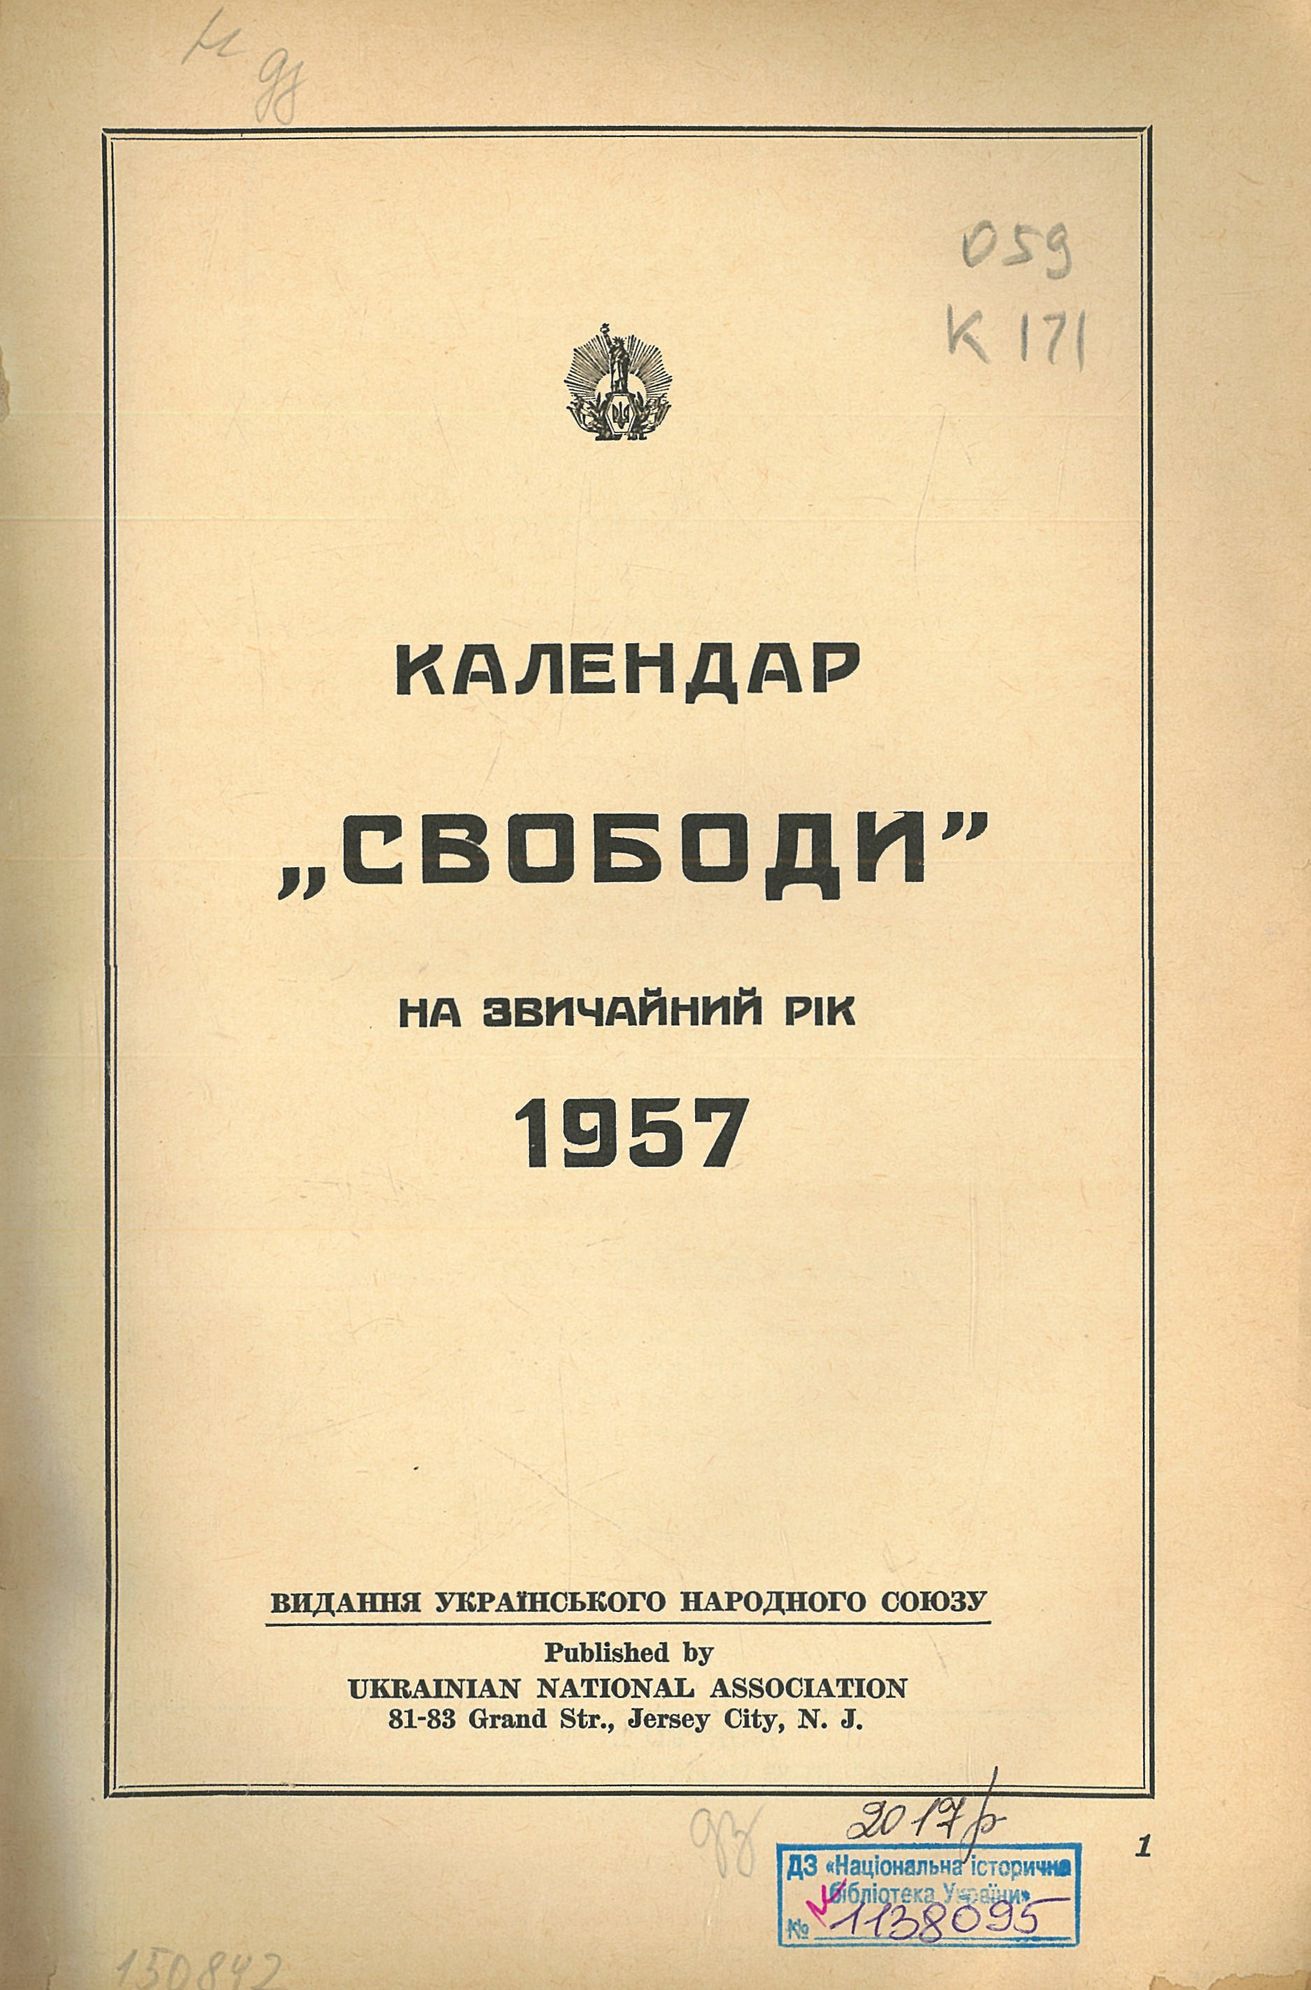 059
К 171
КАЛЕНДАР
„СВОБОДИ”
НА ЗВИЧАЙНИЙ РІК
1957
ВИДАННЯ УКРАЇНСЬКОГО НАРОДНОГО СОЮЗУ
Published by
UKRAINIAN NATIONAL ASSOCIATION
81-83 Grand Str., Jersey City, N. J.
2017р
1
ДЗ «Національна історична
бібліотека України»
№ 1138095
150842